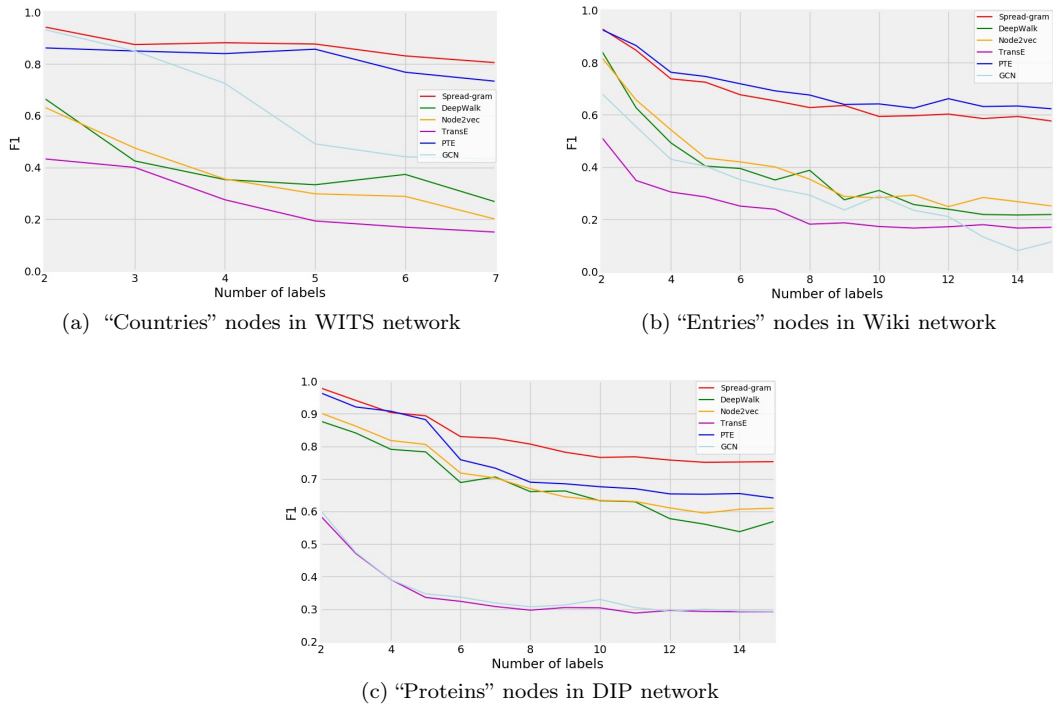 1.0
0.8
0.6
0.4
0.2
0.0
F1
2 3 4 5 6 7
Number of labels
Spread-gram
DeepWalk
Node2vec
TransE
PTE
GCN
(a) “Countries” nodes in WITS network
1.0
0.8
0.6
0.4
0.2
0.0
F1
2 4 6 8 10 12 14
Number of labels
Spread-gram
DeepWalk
Node2vec
TransE
PTE
GCN
(b) “Entries” nodes in Wiki network
1.0
0.9
0.8
0.7
0.6
0.5
0.4
0.3
0.2
F1
2 4 6 8 10 12 14
Number of labels
Spread-gram
DeepWalk
Node2vec
TransE
PTE
GCN
(c) “Proteins” nodes in DIP network